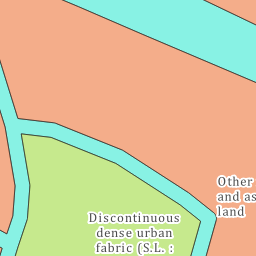 Other
and as
land
Discontinuous
dense urban
fabric (S.L. :